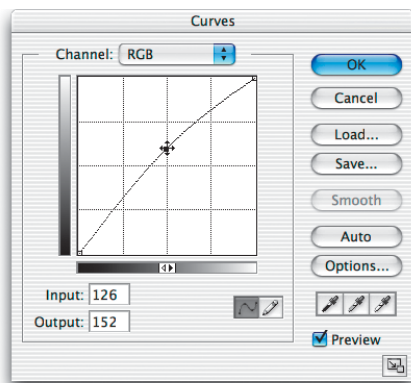 Curves
Channel: RGB
OK
Cancel
Load...
Save...
Smooth
Auto
Options...
Input: 126
Output: 152
Preview